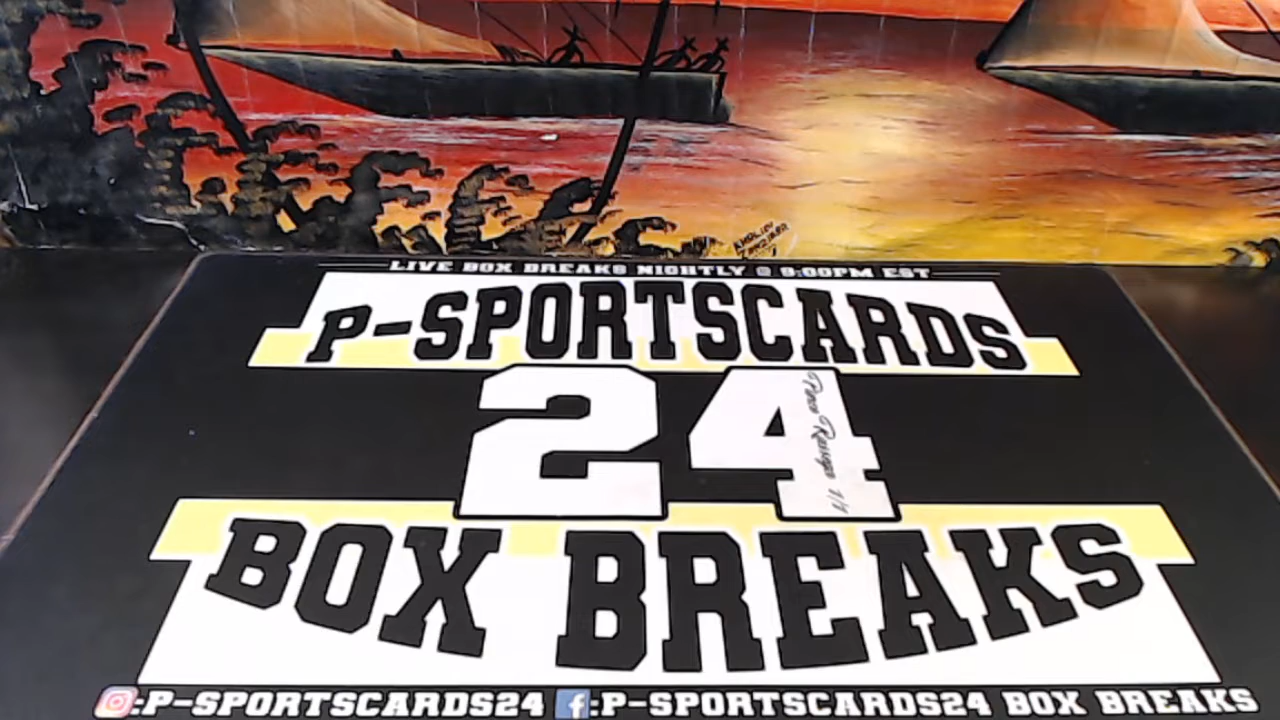 LIVE BOX BREAKS NIGHTLY @ 9:00PM EST
P-SPORTSCARDS
24
BOX BREAKS
:P-SPORTSCARDS24 :P-SPORTSCARDS24 BOX BREAKS